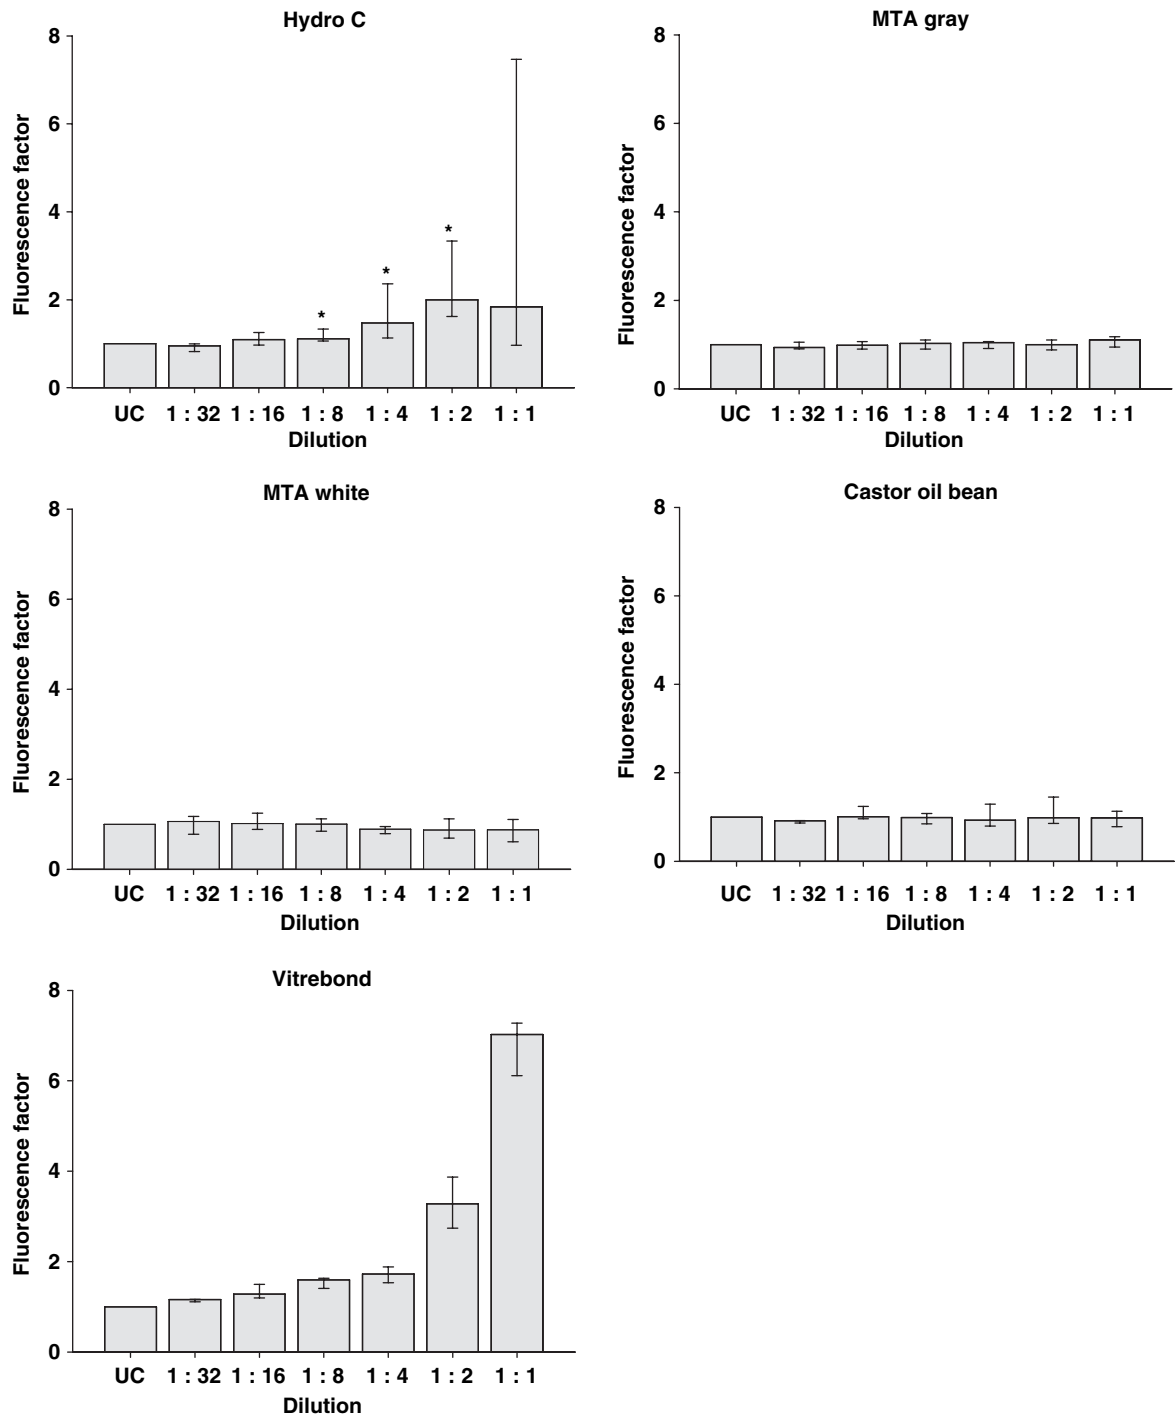 Hydro C
8
6
4
2
0
Fluorescence factor
*
*
*
UC 1 : 32 1 : 16 1 : 8 1 : 4 1 : 2 1 : 1
Dilution
MTA gray
8
6
4
2
0
Fluorescence factor
UC 1 : 32 1 : 16 1 : 8 1 : 4 1 : 2 1 : 1
Dilution
MTA white
8
6
4
2
0
Fluorescence factor
UC 1 : 32 1 : 16 1 : 8 1 : 4 1 : 2 1 : 1
Dilution
Castor oil bean
8
6
4
2
0
Fluorescence factor
UC 1 : 32 1 : 16 1 : 8 1 : 4 1 : 2 1 : 1
Dilution
Vitrebond
8
6
4
2
0
Fluorescence factor
UC 1 : 32 1 : 16 1 : 8 1 : 4 1 : 2 1 : 1
Dilution